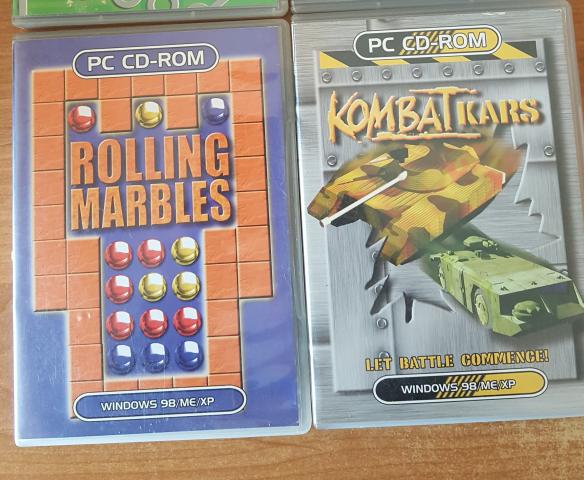 PC CD-ROM
ROLLING
MARBLES
WINDOWS 98/ME/XP
PC CD-ROM
KOMBAT KARS
LET BATTLE COMMENCE!
WINDOWS 98/ME/XP